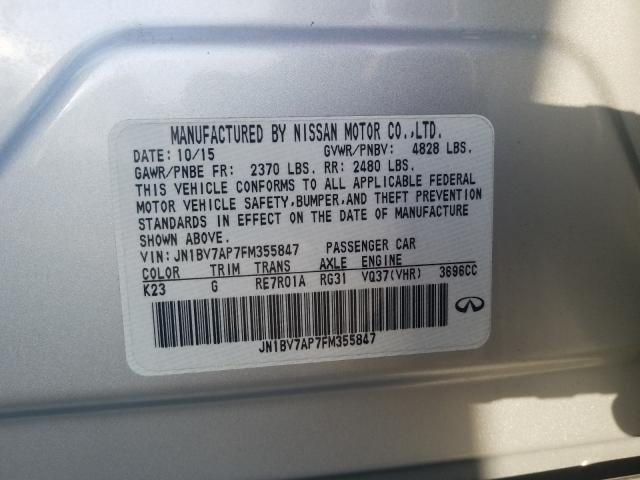 MANUFACTURED BY NISSAN MOTOR CO.,LTD.
DATE: 10/15 GVWR/PNBV: 4828 LBS.
GAWR/PNBE FR: 2370 LBS. RR: 2480 LBS.
THIS VEHICLE CONFORMS TO ALL APPLICABLE FEDERAL
MOTOR VEHICLE SAFETY,BUMPER,AND THEFT PREVENTION
STANDARDS IN EFFECT ON THE DATE OF MANUFACTURE
SHOWN ABOVE.
VIN: JN1BV7AP7FM355847 PASSENGER CAR
COLOR TRIM TRANS AXLE ENGINE
K23 G RE7R01A RG31 VQ37(VHR) 3696CC
JN1BV7AP7FM355847